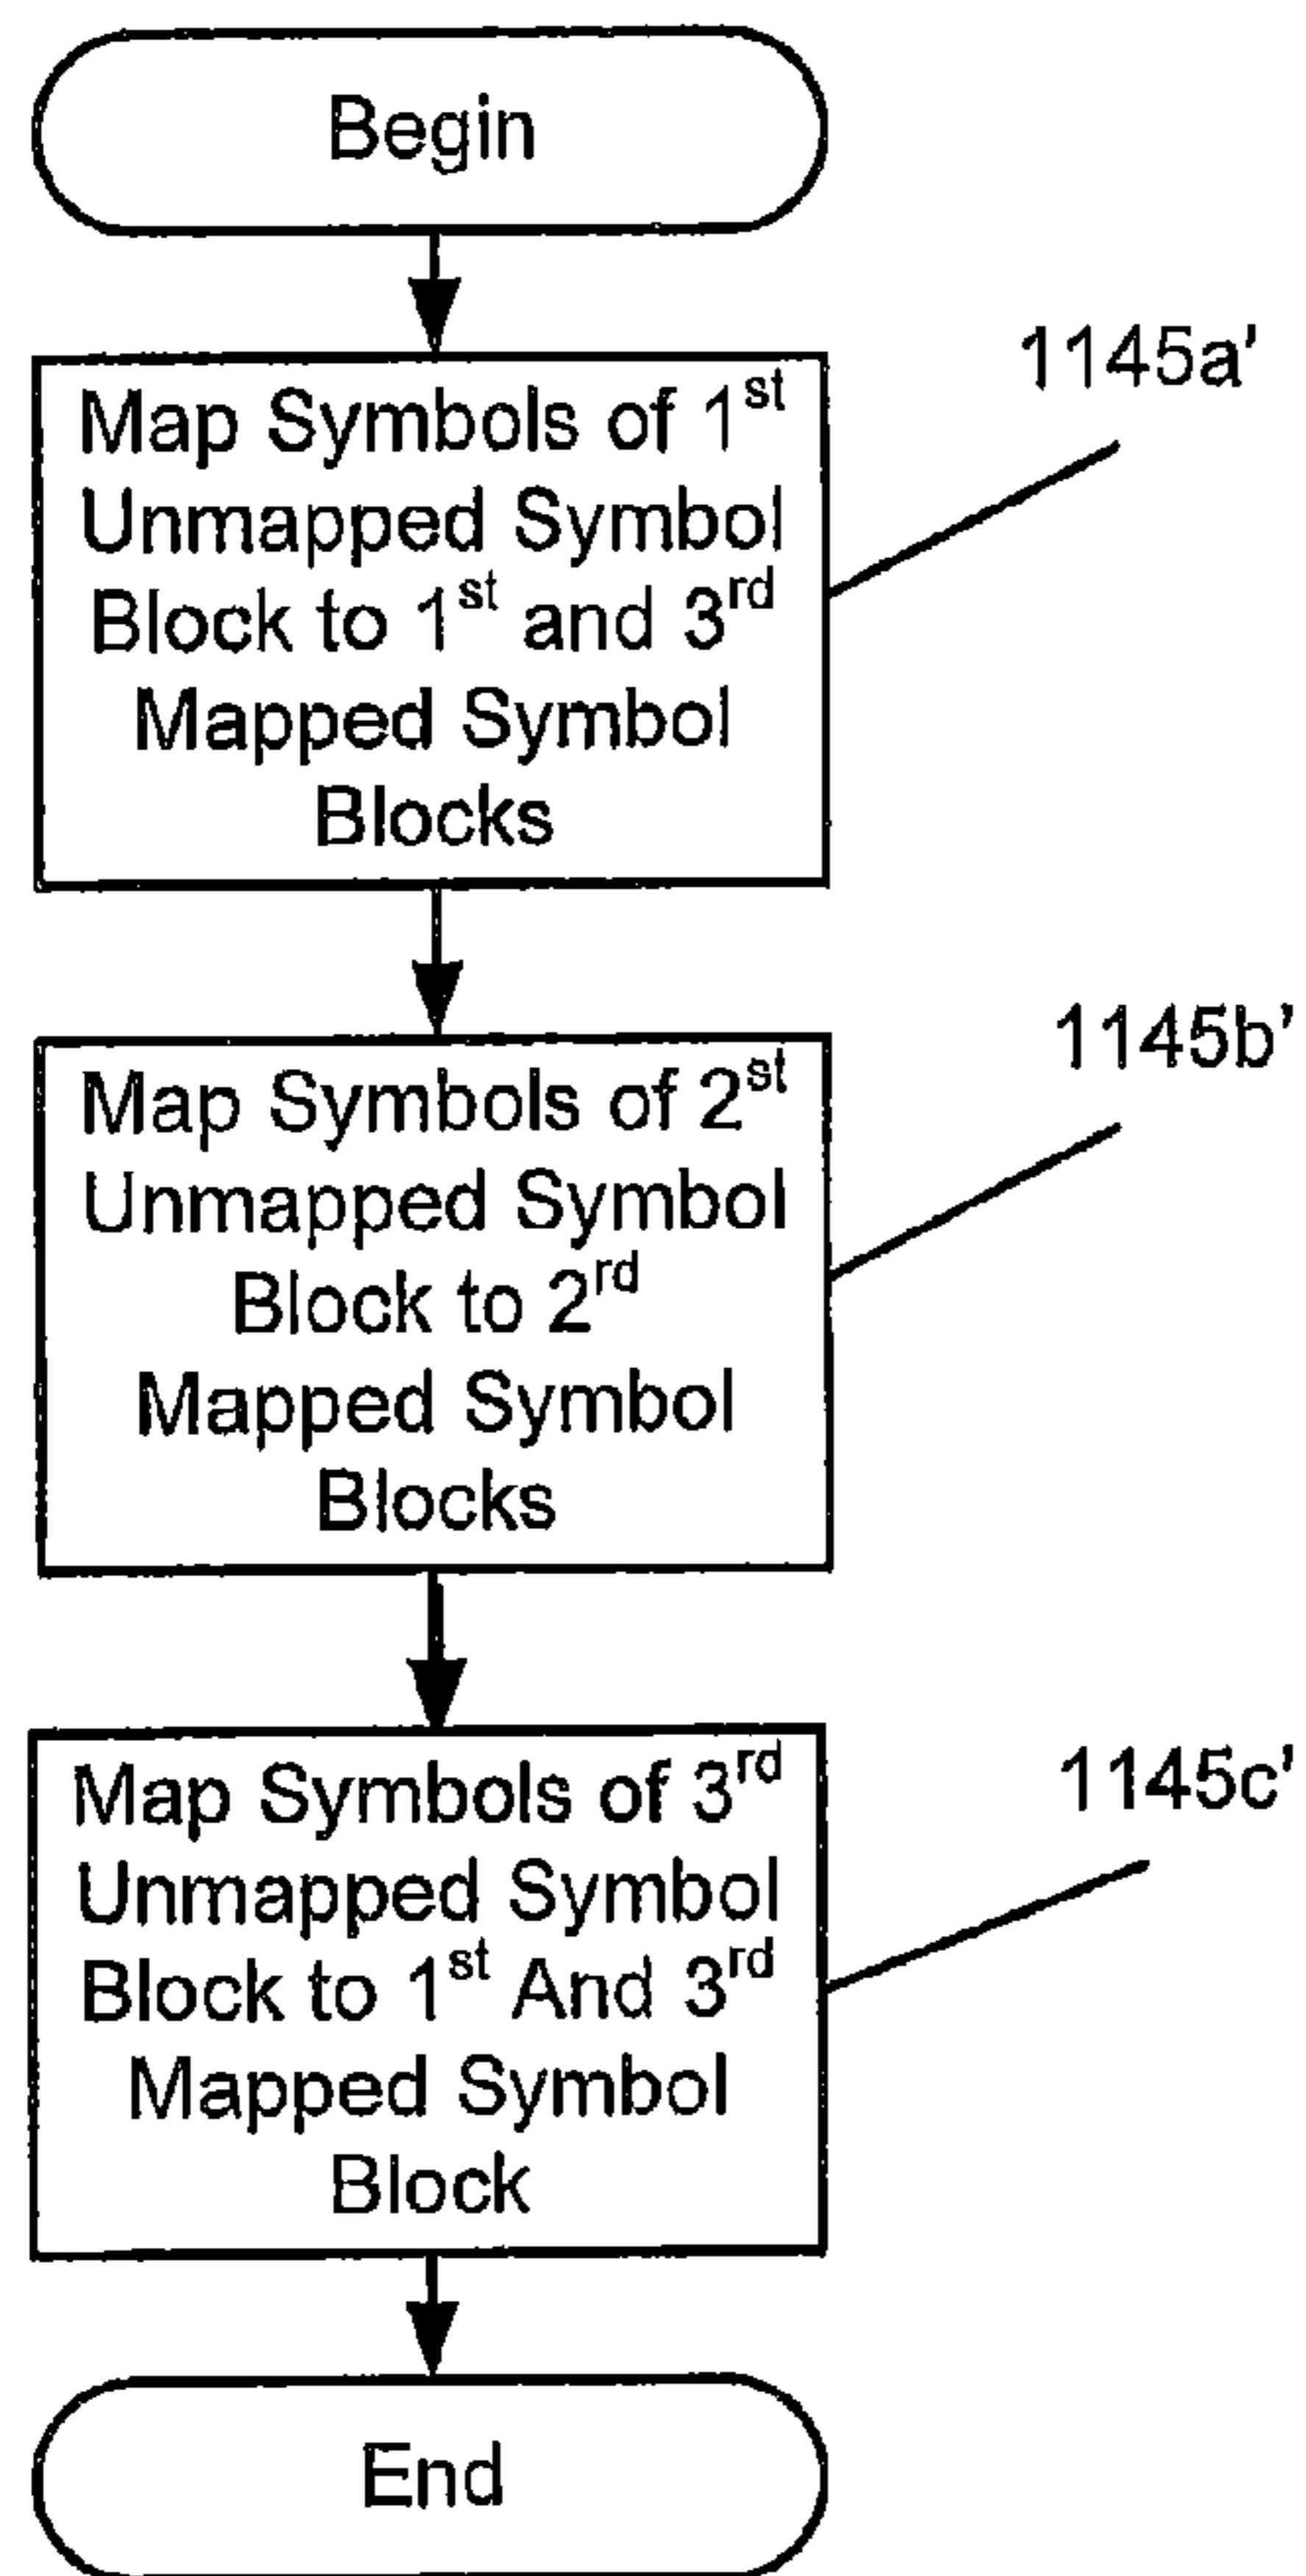 Begin
Map Symbols of 1st
Unmapped Symbol
Block to 1st and 3rd
Mapped Symbol
Blocks
1145a'
Map Symbols of 2st
Unmapped Symbol
Block to 2rd
Mapped Symbol
Blocks
1145b'
Map Symbols of 3rd
Unmapped Symbol
Block to 1st And 3rd
Mapped Symbol
Block
1145c'
End